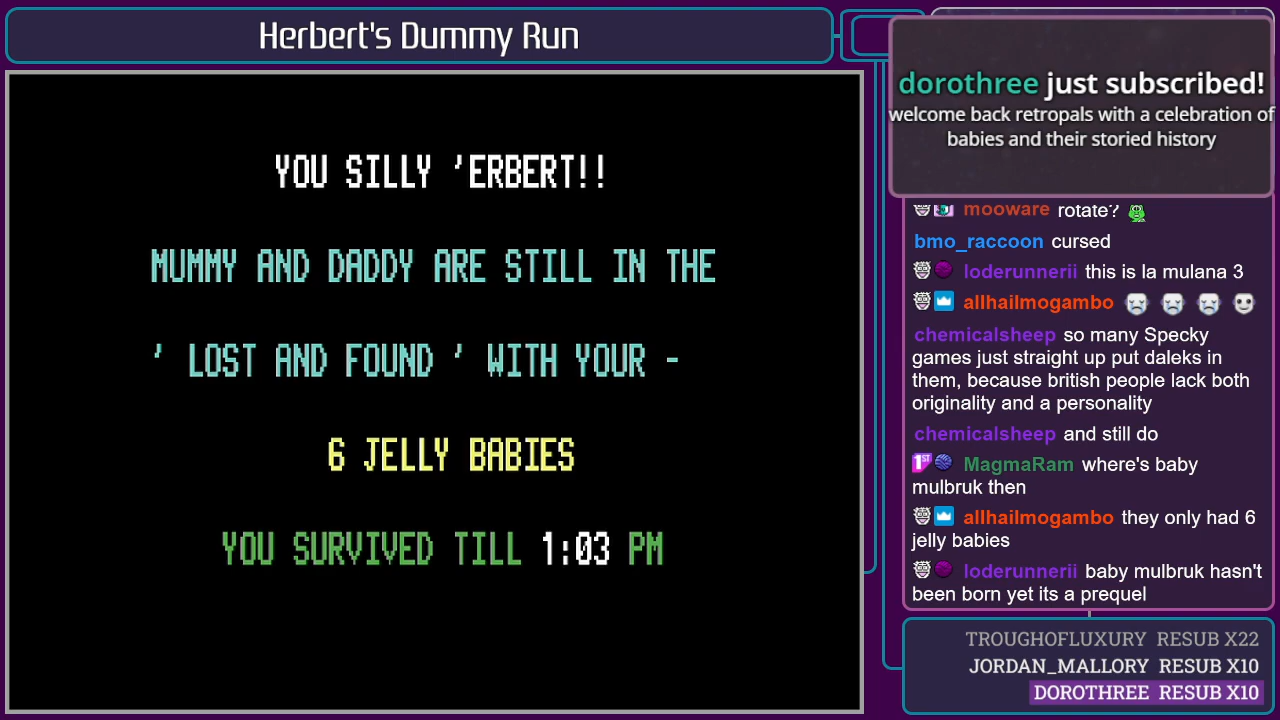 Herbert's Dummy Run
YOU SILLY 'ERBERT!!
MUMMY AND DADDY ARE STILL IN THE
' LOST AND FOUND ' WITH YOUR -
6 JELLY BABIES
YOU SURVIVED TILL 1:03 PM
dorothree just subscribed!
welcome back retropals with a celebration of
babies and their storied history
mooware rotate?
bmo_raccoon cursed
loderunnerii this is la mulana 3
allhailmogambo
chemicalsheep so many Specky
games just straight up put daleks in
them, because british people lack both
originality and a personality
chemicalsheep and still do
1ST MagmaRam where's baby
mulbruk then
allhailmogambo they only had 6
jelly babies
loderunnerii baby mulbruk hasn't
been born yet its a prequel
TROUGHOFLUXURY RESUB X22
JORDAN_MALLORY RESUB X10
DOROTHREE RESUB X10